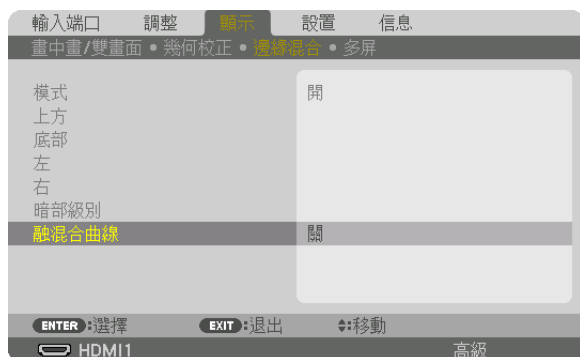 輸入端口 調整 顯示 設置 信息
畫中畫/雙畫面 • 幾何校正 • 邊緣混合 • 多屏
模式 開
上方
底部
左
右
暗部級別
融混合曲線 關
ENTER :選擇 EXIT :退出 :移動
HDMI1 高級